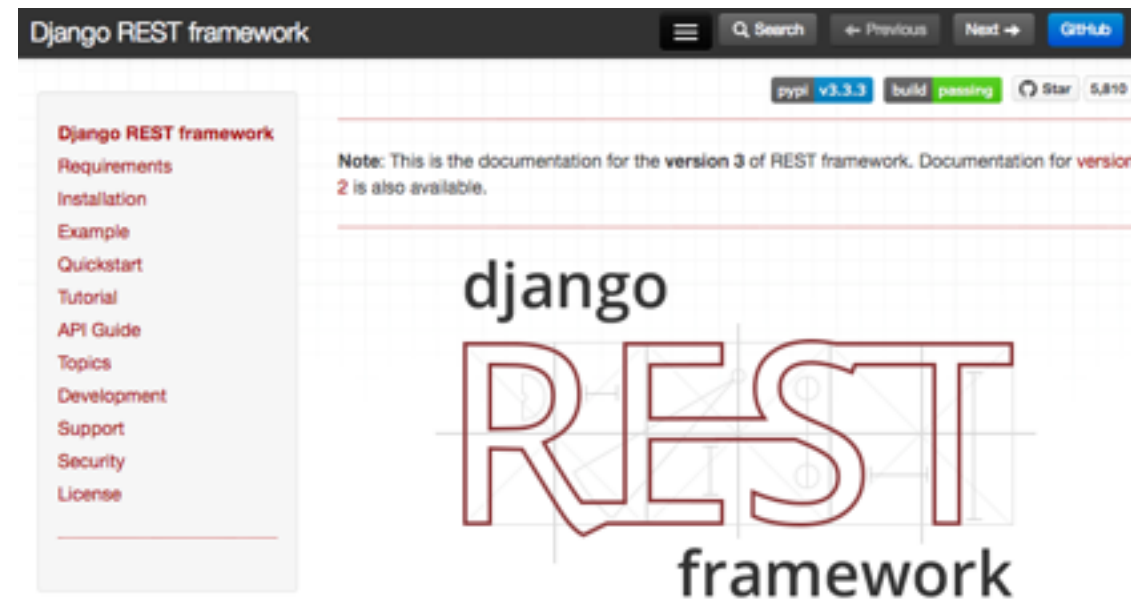 Django REST framework
Search
← Previous
Next →
GitHub
pypi v3.3.3
build passing
Star 5,810
Django REST framework
Requirements
Installation
Example
Quickstart
Tutorial
API Guide
Topics
Development
Support
Security
License
Note: This is the documentation for the version 3 of REST framework. Documentation for version
2 is also available.
django
REST
framework